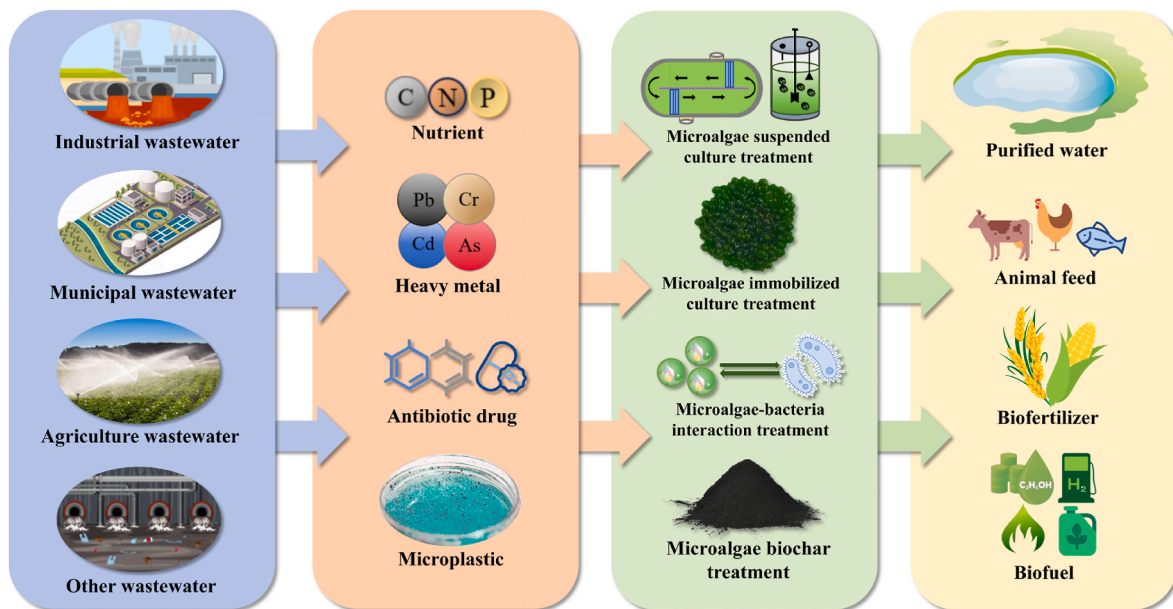 Industrial wastewater
Municipal wastewater
Agriculture wastewater
Other wastewater
C N P
Nutrient
Pb Cr
Cd As
Heavy metal
Antibiotic drug
Microplastic
Microalgae suspended
culture treatment
Microalgae immobilized
culture treatment
Microalgae-bacteria
interaction treatment
Microalgae biochar
treatment
Purified water
Animal feed
Biofertilizer
C₂H₅OH
H₂
Biofuel